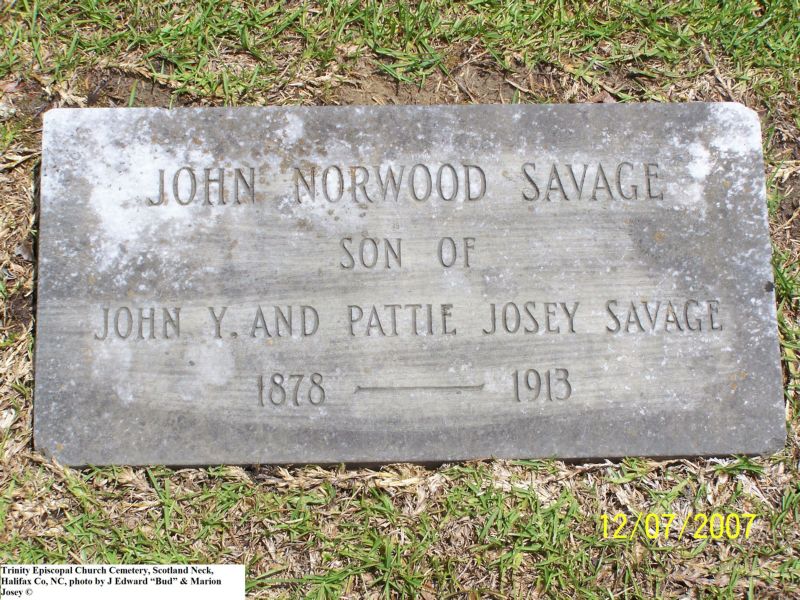 JOHN NORWOOD SAVAGE
SON OF
JOHN Y. AND PATTIE JOSEY SAVAGE
1878 — 1913
12/07/2007
Trinity Episcopal Church Cemetery, Scotland Neck,
Halifax Co, NC, photo by J Edward “Bud” & Marion
Josey ©